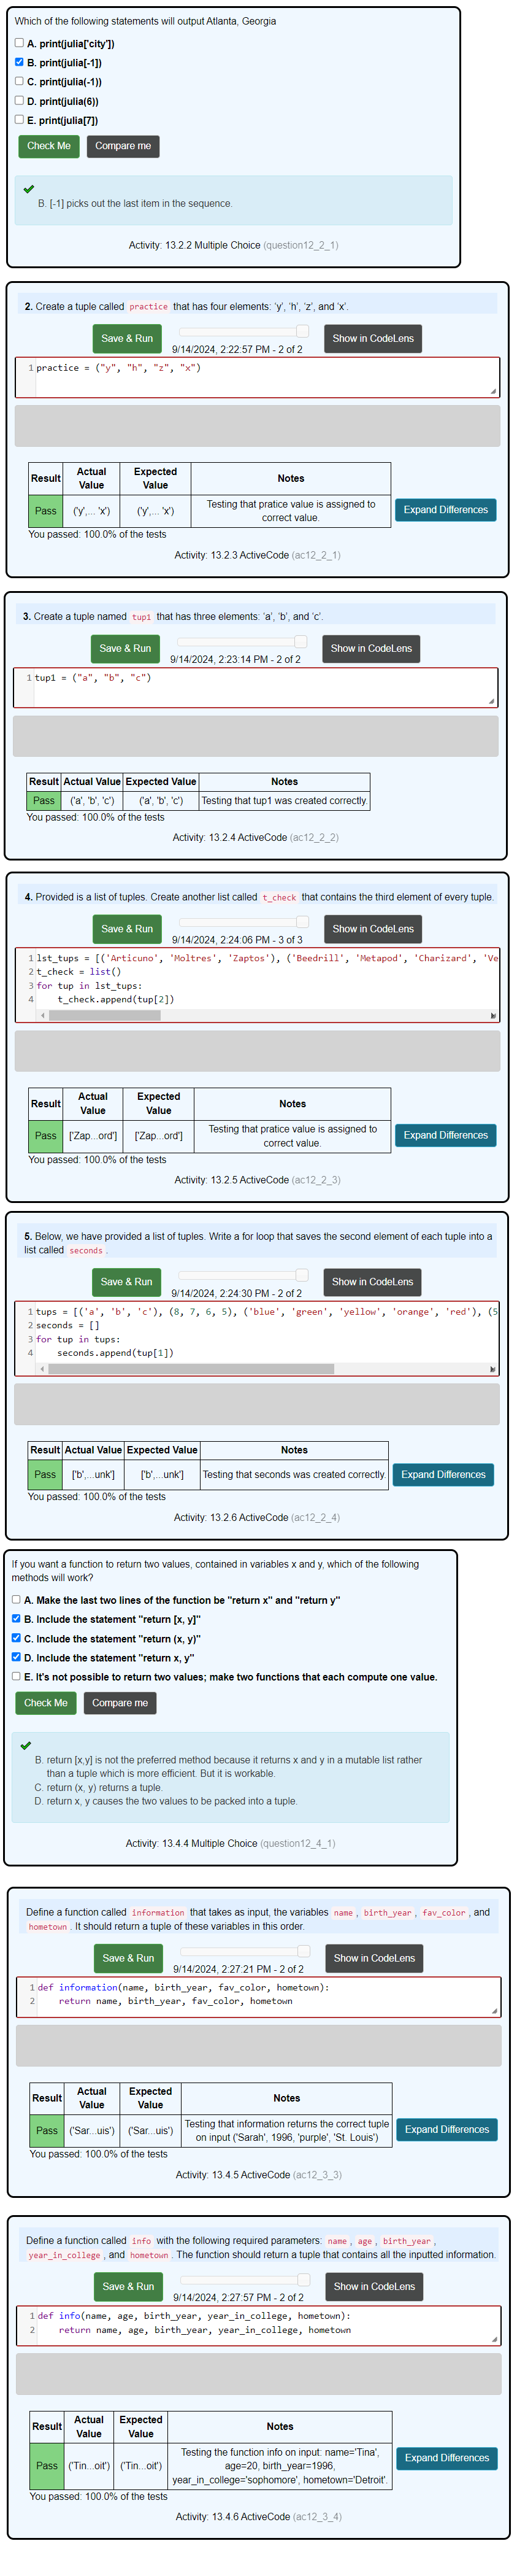 Which of the following statements will output Atlanta, Georgia
A. print(julia['city'])
B. print(julia[-1])
C. print(julia(-1))
D. print(julia(6))
E. print(julia[7])
Check Me Compare me
B. [-1] picks out the last item in the sequence.
Activity: 13.2.2 Multiple Choice (question12_2_1)
2. Create a tuple called practice that has four elements: 'y', 'h', 'z', and 'x'.
Save & Run Show in CodeLens
9/14/2024, 2:22:57 PM - 2 of 2
1 practice = ("y", "h", "z", "x")
Result Actual Value Expected Value Notes
Pass ('y',... 'x') ('y',... 'x') Testing that pratice value is assigned to correct value. Expand Differences
You passed: 100.0% of the tests
Activity: 13.2.3 ActiveCode (ac12_2_1)
3. Create a tuple named tup1 that has three elements: 'a', 'b', and 'c'.
Save & Run Show in CodeLens
9/14/2024, 2:23:14 PM - 2 of 2
1 tup1 = ("a", "b", "c")
Result Actual Value Expected Value Notes
Pass ('a', 'b', 'c') ('a', 'b', 'c') Testing that tup1 was created correctly.
You passed: 100.0% of the tests
Activity: 13.2.4 ActiveCode (ac12_2_2)
4. Provided is a list of tuples. Create another list called t_check that contains the third element of every tuple.
Save & Run Show in CodeLens
9/14/2024, 2:24:06 PM - 3 of 3
1 lst_tups = [('Articuno', 'Moltres', 'Zaptos'), ('Beedrill', 'Metapod', 'Charizard', 'Ve
2 t_check = list()
3 for tup in lst_tups:
4 t_check.append(tup[2])
Result Actual Value Expected Value Notes
Pass ['Zap...ord'] ['Zap...ord'] Testing that pratice value is assigned to correct value. Expand Differences
You passed: 100.0% of the tests
Activity: 13.2.5 ActiveCode (ac12_2_3)
5. Below, we have provided a list of tuples. Write a for loop that saves the second element of each tuple into a
list called seconds .
Save & Run Show in CodeLens
9/14/2024, 2:24:30 PM - 2 of 2
1 tups = [('a', 'b', 'c'), (8, 7, 6, 5), ('blue', 'green', 'yellow', 'orange', 'red'), (5
2 seconds = []
3 for tup in tups:
4 seconds.append(tup[1])
Result Actual Value Expected Value Notes
Pass ['b',...unk'] ['b',...unk'] Testing that seconds was created correctly. Expand Differences
You passed: 100.0% of the tests
Activity: 13.2.6 ActiveCode (ac12_2_4)
If you want a function to return two values, contained in variables x and y, which of the following
methods will work?
A. Make the last two lines of the function be "return x" and "return y"
B. Include the statement "return [x, y]"
C. Include the statement "return (x, y)"
D. Include the statement "return x, y"
E. It's not possible to return two values; make two functions that each compute one value.
Check Me Compare me
B. return [x,y] is not the preferred method because it returns x and y in a mutable list rather
than a tuple which is more efficient. But it is workable.
C. return (x, y) returns a tuple.
D. return x, y causes the two values to be packed into a tuple.
Activity: 13.4.4 Multiple Choice (question12_4_1)
Define a function called information that takes as input, the variables name , birth_year , fav_color , and
hometown . It should return a tuple of these variables in this order.
Save & Run Show in CodeLens
9/14/2024, 2:27:21 PM - 2 of 2
1 def information(name, birth_year, fav_color, hometown):
2 return name, birth_year, fav_color, hometown
Result Actual Value Expected Value Notes
Pass ('Sar...uis') ('Sar...uis') Testing that information returns the correct tuple on input ('Sarah', 1996, 'purple', 'St. Louis') Expand Differences
You passed: 100.0% of the tests
Activity: 13.4.5 ActiveCode (ac12_3_3)
Define a function called info with the following required parameters: name , age , birth_year ,
year_in_college , and hometown . The function should return a tuple that contains all the inputted information.
Save & Run Show in CodeLens
9/14/2024, 2:27:57 PM - 2 of 2
1 def info(name, age, birth_year, year_in_college, hometown):
2 return name, age, birth_year, year_in_college, hometown
Result Actual Value Expected Value Notes
Pass ('Tin...oit') ('Tin...oit') Testing the function info on input: name='Tina', age=20, birth_year=1996, year_in_college='sophomore', hometown='Detroit'. Expand Differences
You passed: 100.0% of the tests
Activity: 13.4.6 ActiveCode (ac12_3_4)